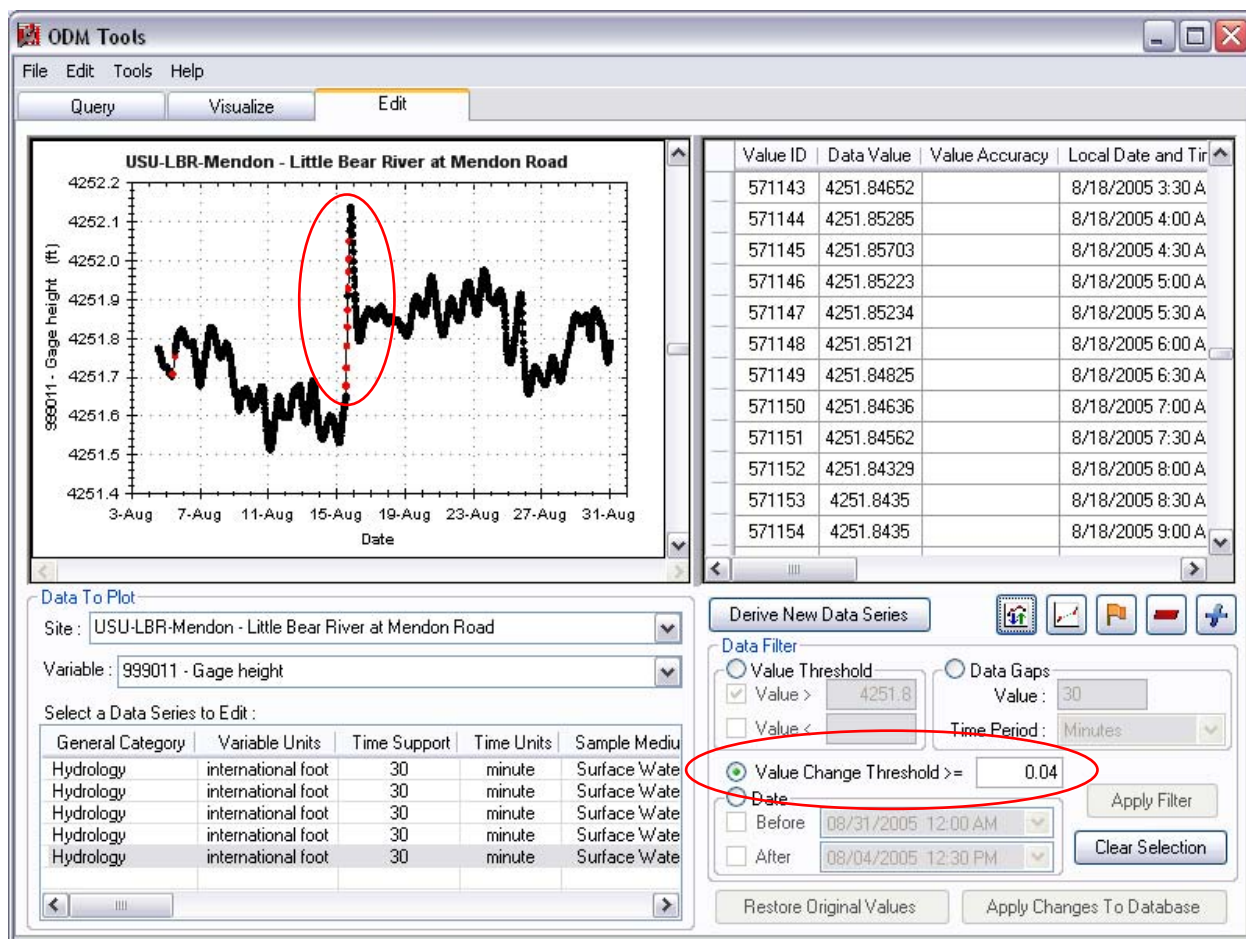 ODM Tools
File Edit Tools Help
Query Visualize Edit
USU-LBR-Mendon - Little Bear River at Mendon Road
4252.2
4252.1
4252.0
4251.9
4251.8
4251.7
4251.6
4251.5
4251.4
999011 - Gage height (ft)
3-Aug 7-Aug 11-Aug 15-Aug 19-Aug 23-Aug 27-Aug 31-Aug
Date
Value ID Data Value Value Accuracy Local Date and Tir
571143 4251.84652 8/18/2005 3:30 A
571144 4251.85285 8/18/2005 4:00 A
571145 4251.85703 8/18/2005 4:30 A
571146 4251.85223 8/18/2005 5:00 A
571147 4251.85234 8/18/2005 5:30 A
571148 4251.85121 8/18/2005 6:00 A
571149 4251.84825 8/18/2005 6:30 A
571150 4251.84636 8/18/2005 7:00 A
571151 4251.84562 8/18/2005 7:30 A
571152 4251.84329 8/18/2005 8:00 A
571153 4251.8435 8/18/2005 8:30 A
571154 4251.8435 8/18/2005 9:00 A
Data To Plot
Site : USU-LBR-Mendon - Little Bear River at Mendon Road
Variable : 999011 - Gage height
Select a Data Series to Edit :
General Category Variable Units Time Support Time Units Sample Mediu
Hydrology international foot 30 minute Surface Wate
Hydrology international foot 30 minute Surface Wate
Hydrology international foot 30 minute Surface Wate
Hydrology international foot 30 minute Surface Wate
Hydrology international foot 30 minute Surface Wate
Derive New Data Series
Data Filter
Value Threshold
Value > 4251.8
Value <
Data Gaps
Value : 30
Time Period : Minutes
Value Change Threshold >= 0.04
Date
Before 08/31/2005 12:00 AM
After 08/04/2005 12:30 PM
Apply Filter
Clear Selection
Restore Original Values Apply Changes To Database